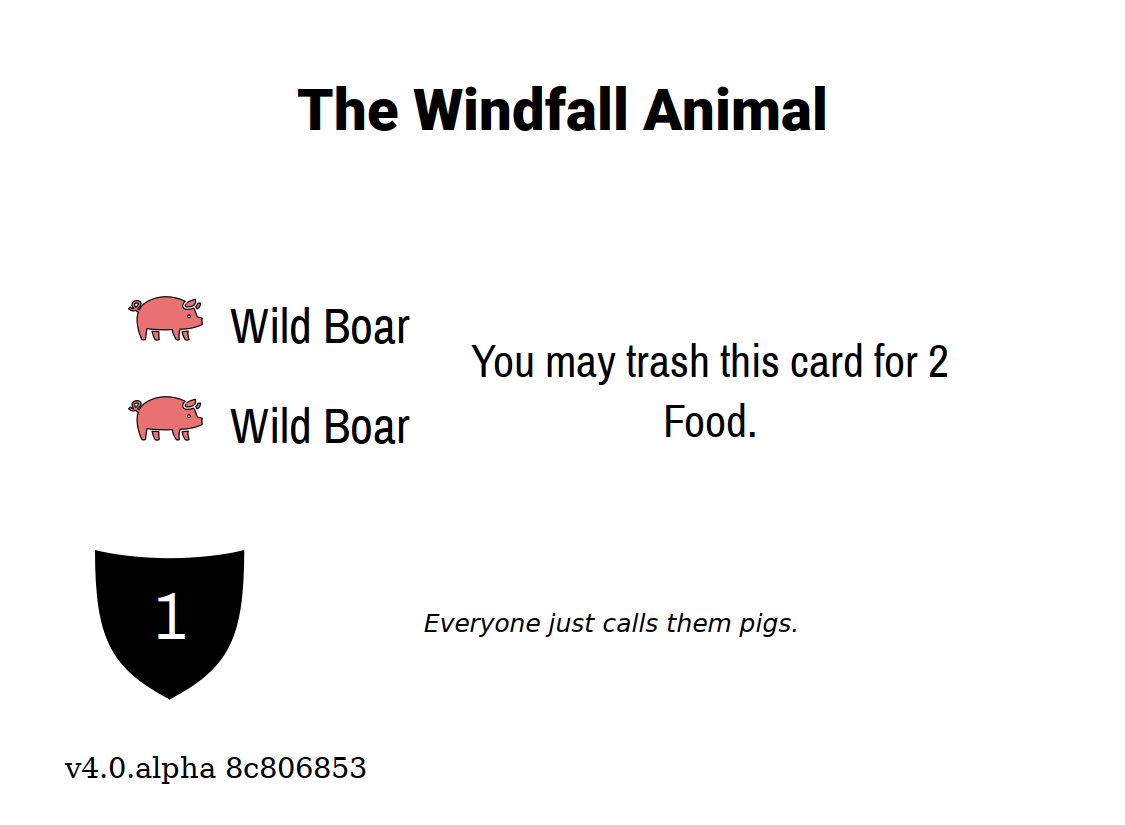 The Windfall Animal
Wild Boar
Wild Boar
You may trash this card for 2
Food.
1
Everyone just calls them pigs.
v4.0.alpha 8c806853